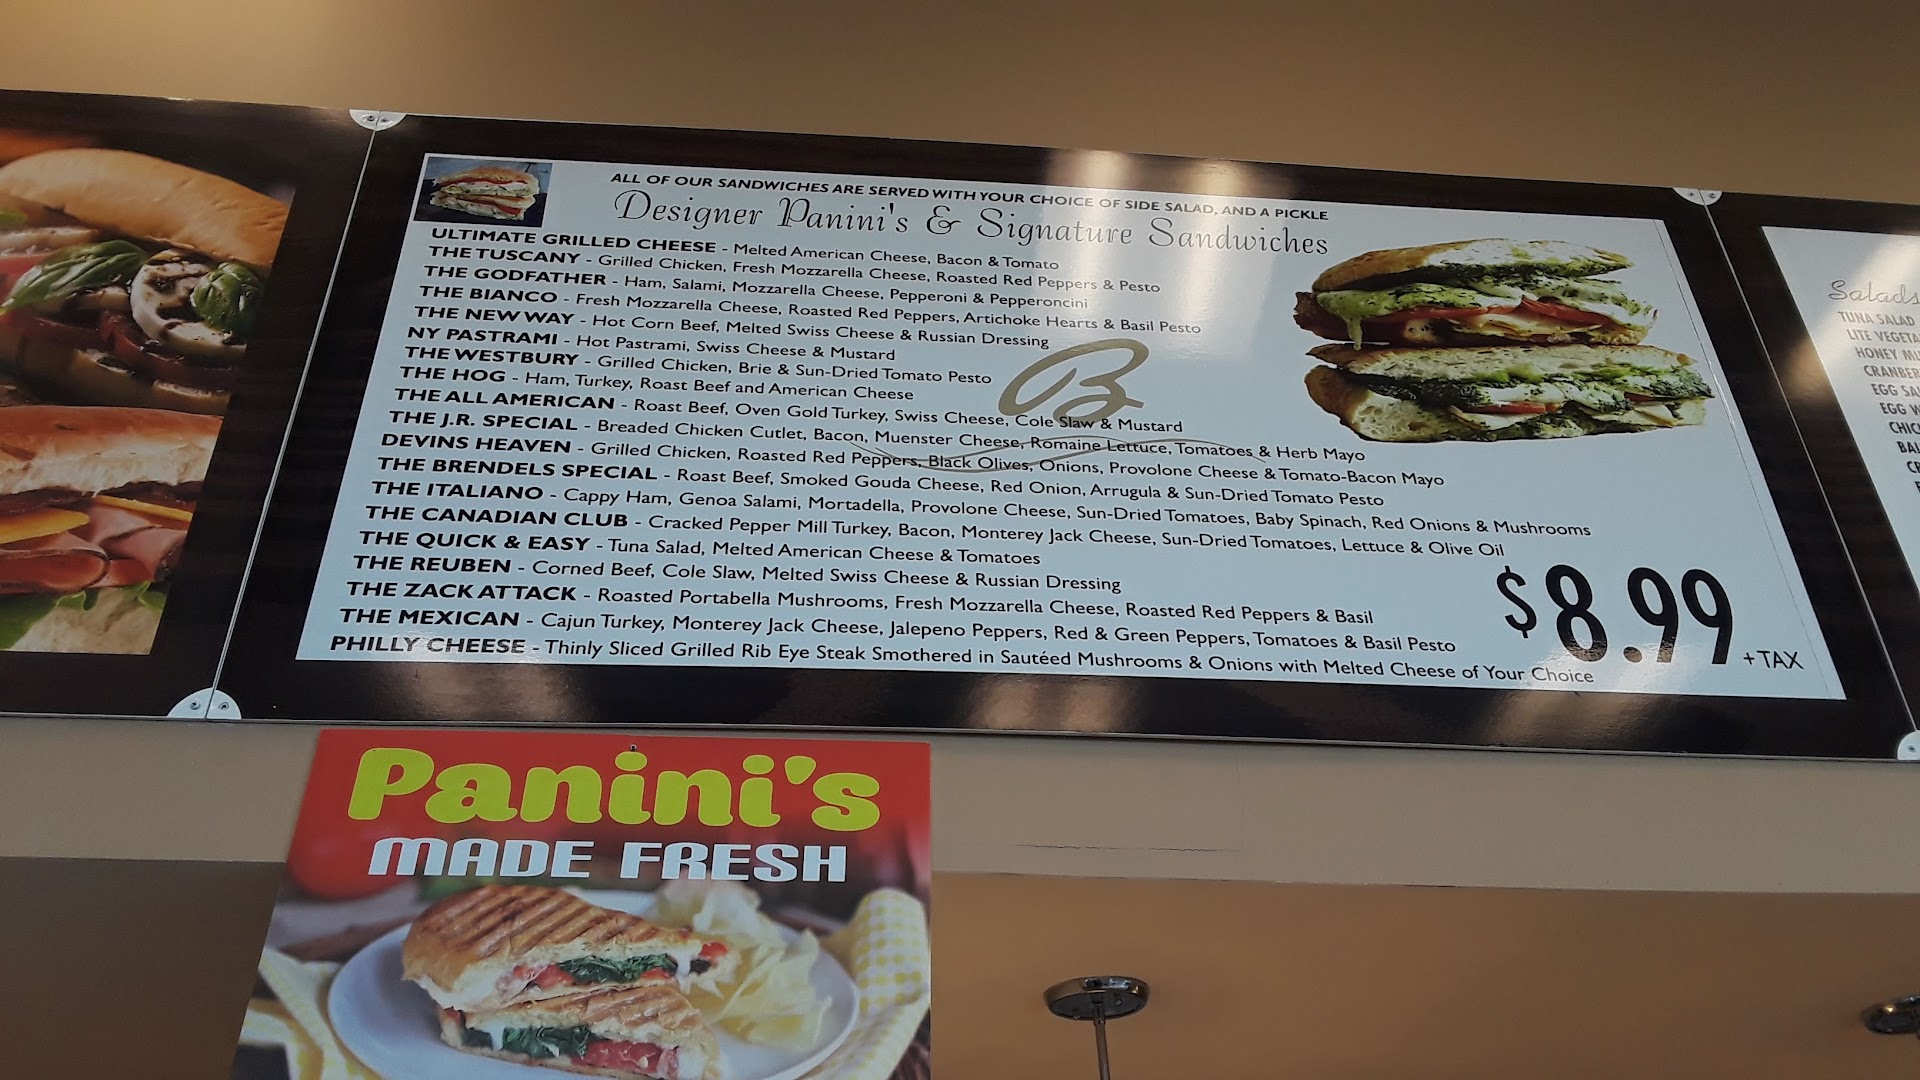 ALL OF OUR SANDWICHES ARE SERVED WITH YOUR CHOICE OF SIDE SALAD, AND A PICKLE
Designer Panini's & Signature Sandwiches
ULTIMATE GRILLED CHEESE - Melted American Cheese, Bacon & Tomato
THE TUSCANY - Grilled Chicken, Fresh Mozzarella Cheese, Roasted Red Peppers & Pesto
THE GODFATHER - Ham, Salami, Mozzarella Cheese, Pepperoni & Pepperoncini
THE BIANCO - Fresh Mozzarella Cheese, Roasted Red Peppers, Artichoke Hearts & Basil Pesto
THE NEW WAY - Hot Corn Beef, Melted Swiss Cheese & Russian Dressing
NY PASTRAMI - Hot Pastrami, Swiss Cheese & Mustard
THE WESTBURY - Grilled Chicken, Brie & Sun-Dried Tomato Pesto
THE HOG - Ham, Turkey, Roast Beef and American Cheese
THE ALL AMERICAN - Roast Beef, Oven Gold Turkey, Swiss Cheese, Cole Slaw & Mustard
THE J.R. SPECIAL - Breaded Chicken Cutlet, Bacon, Muenster Cheese, Romaine Lettuce, Tomatoes & Herb Mayo
DEVINS HEAVEN - Grilled Chicken, Roasted Red Peppers, Black Olives, Onions, Provolone Cheese & Tomato-Bacon Mayo
THE BRENDELS SPECIAL - Roast Beef, Smoked Gouda Cheese, Red Onion, Arrugula & Sun-Dried Tomato Pesto
THE ITALIANO - Cappy Ham, Genoa Salami, Mortadella, Provolone Cheese, Sun-Dried Tomatoes, Baby Spinach, Red Onions & Mushrooms
THE CANADIAN CLUB - Cracked Pepper Mill Turkey, Bacon, Monterey Jack Cheese, Sun-Dried Tomatoes, Lettuce & Olive Oil
THE QUICK & EASY - Tuna Salad, Melted American Cheese & Tomatoes
THE REUBEN - Corned Beef, Cole Slaw, Melted Swiss Cheese & Russian Dressing
THE ZACK ATTACK - Roasted Portabella Mushrooms, Fresh Mozzarella Cheese, Roasted Red Peppers & Basil
THE MEXICAN - Cajun Turkey, Monterey Jack Cheese, Jalepeno Peppers, Red & Green Peppers, Tomatoes & Basil Pesto
PHILLY CHEESE - Thinly Sliced Grilled Rib Eye Steak Smothered in Sautéed Mushrooms & Onions with Melted Cheese of Your Choice
B
$8.99 + TAX
Salads
TUNA SALAD
LITE VEGETA
HONEY MU
CRANBER
EGG SA
EGG W
CHIC
BAL
Panini's
MADE FRESH